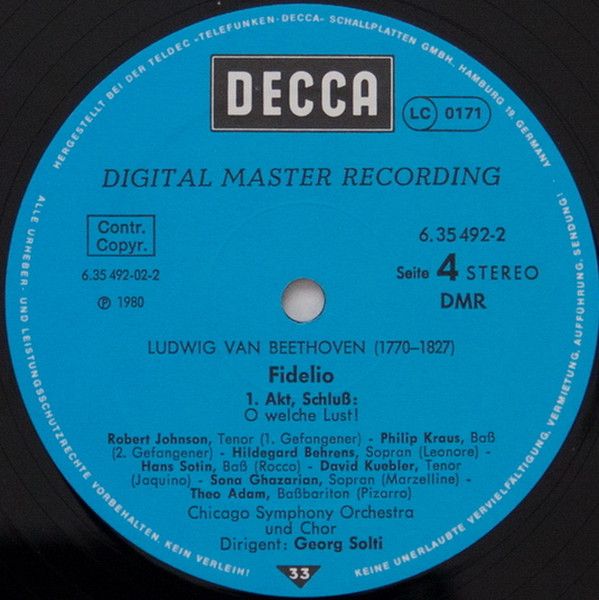 HERGESTELLT BEI DER TELDEC »TELEFUNKEN-DECCA« SCHALLPLATTEN GMBH, HAMBURG 19, GERMANY ·
DECCA
LC 0171
DIGITAL MASTER RECORDING
Contr.
Copyr.
6.35 492-02-2
℗ 1980
6.35 492-2
Seite 4 STEREO
DMR
LUDWIG VAN BEETHOVEN (1770–1827)
Fidelio
1. Akt, Schluß:
O welche Lust!
Robert Johnson, Tenor (1. Gefangener) - Philip Kraus, Baß
(2. Gefangener) - Hildegard Behrens, Sopran (Leonore) -
Hans Sotin, Baß (Rocco) - David Kuebler, Tenor
(Jaquino) - Sona Ghazarian, Sopran (Marzelline) -
Theo Adam, Baßbariton (Pizarro)
Chicago Symphony Orchestra
und Chor
Dirigent: Georg Solti
33
ALLE URHEBER- UND LEISTUNGSSCHUTZRECHTE VORBEHALTEN. KEIN VERLEIH!
KEINE UNERLAUBTE VERVIELFÄLTIGUNG, VERMIETUNG, AUFFÜHRUNG, SENDUNG!